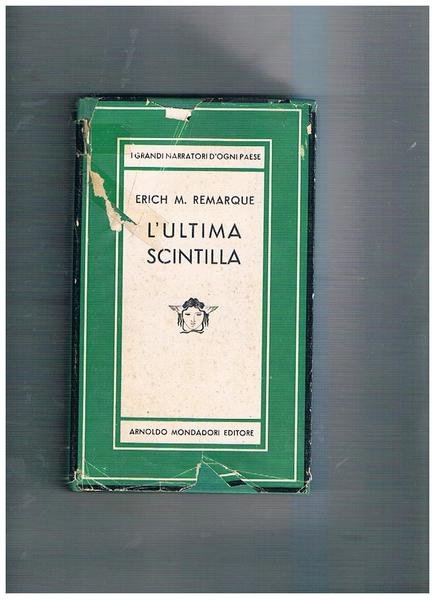 I GRANDI NARRATORI D'OGNI PAESE
ERICH M. REMARQUE
L'ULTIMA
SCINTILLA
ARNOLDO MONDADORI EDITORE